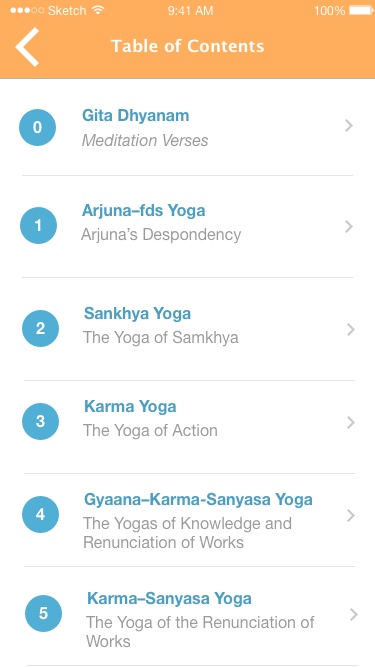 Sketch 9:41 AM 100%
Table of Contents
0
Gita Dhyanam
Meditation Verses
1
Arjuna–fds Yoga
Arjuna’s Despondency
2
Sankhya Yoga
The Yoga of Samkhya
3
Karma Yoga
The Yoga of Action
4
Gyaana–Karma-Sanyasa Yoga
The Yogas of Knowledge and
Renunciation of Works
5
Karma–Sanyasa Yoga
The Yoga of the Renunciation of
Works